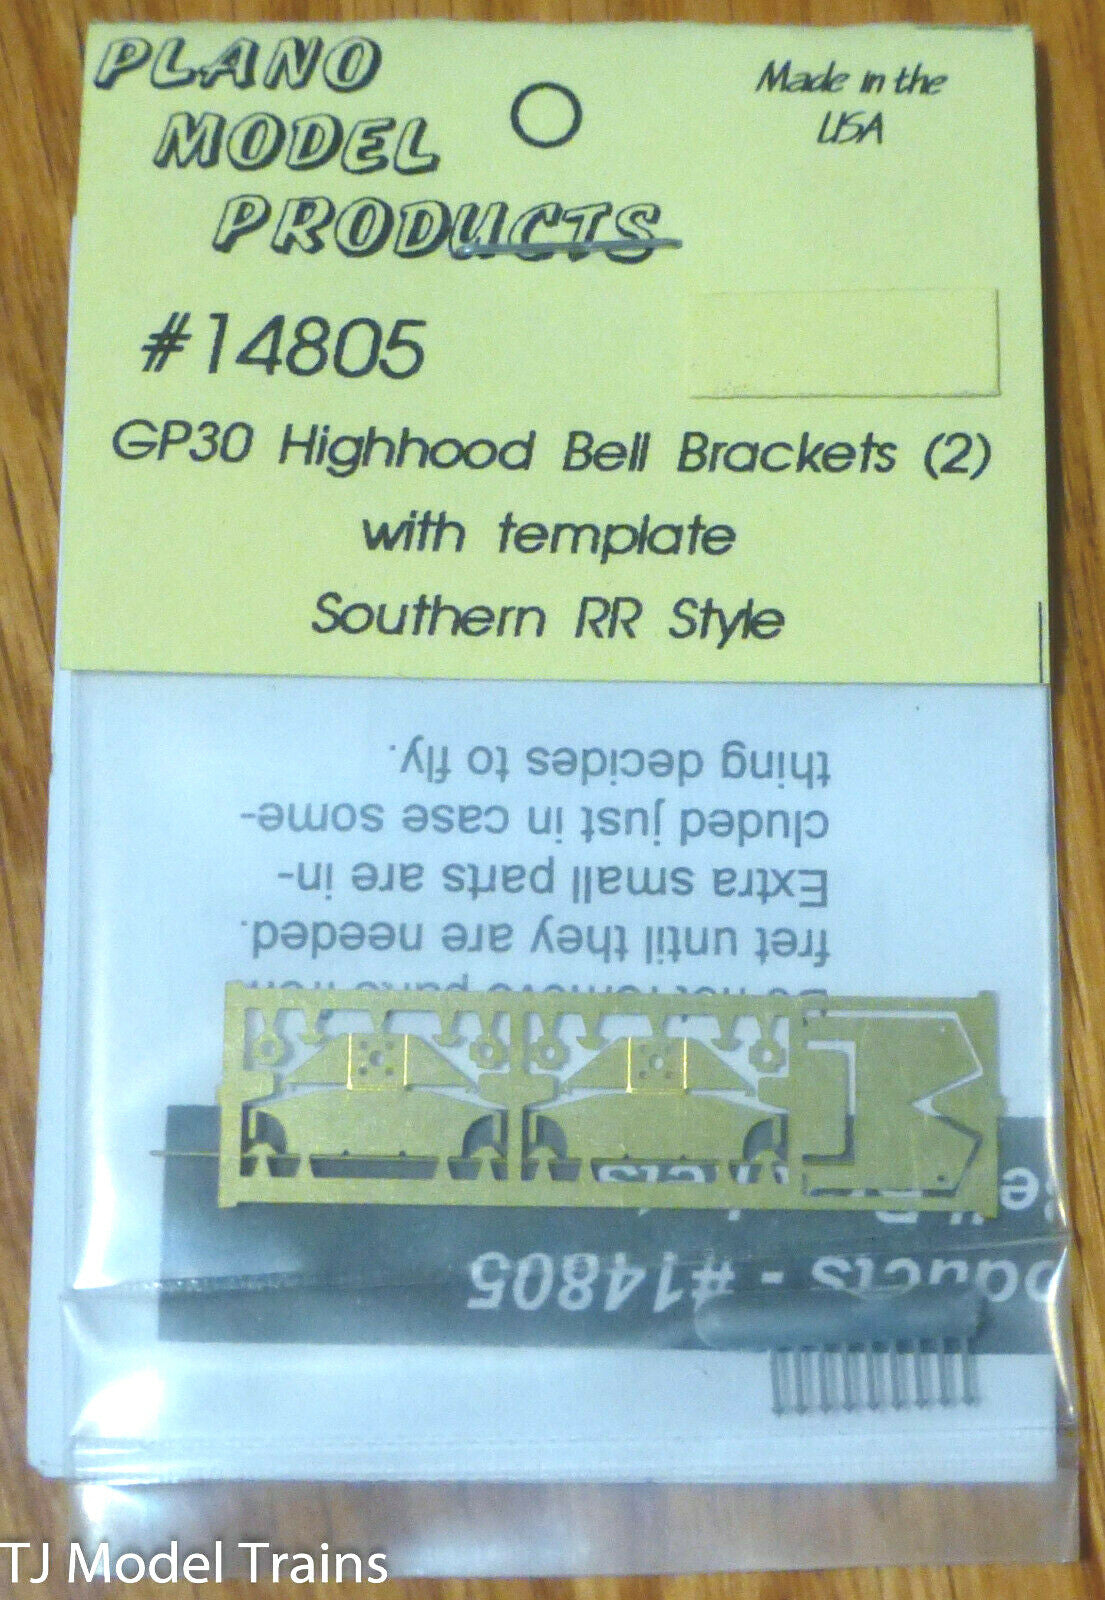 PLANO
MODEL
PRODUCTS
Made in the
USA
#14805
GP30 Highhood Bell Brackets (2)
with template
Southern RR Style
thing decides to fly.
cluded just in case some-
Extra small parts are in-
fret until they are needed.
#14805
TJ Model Trains